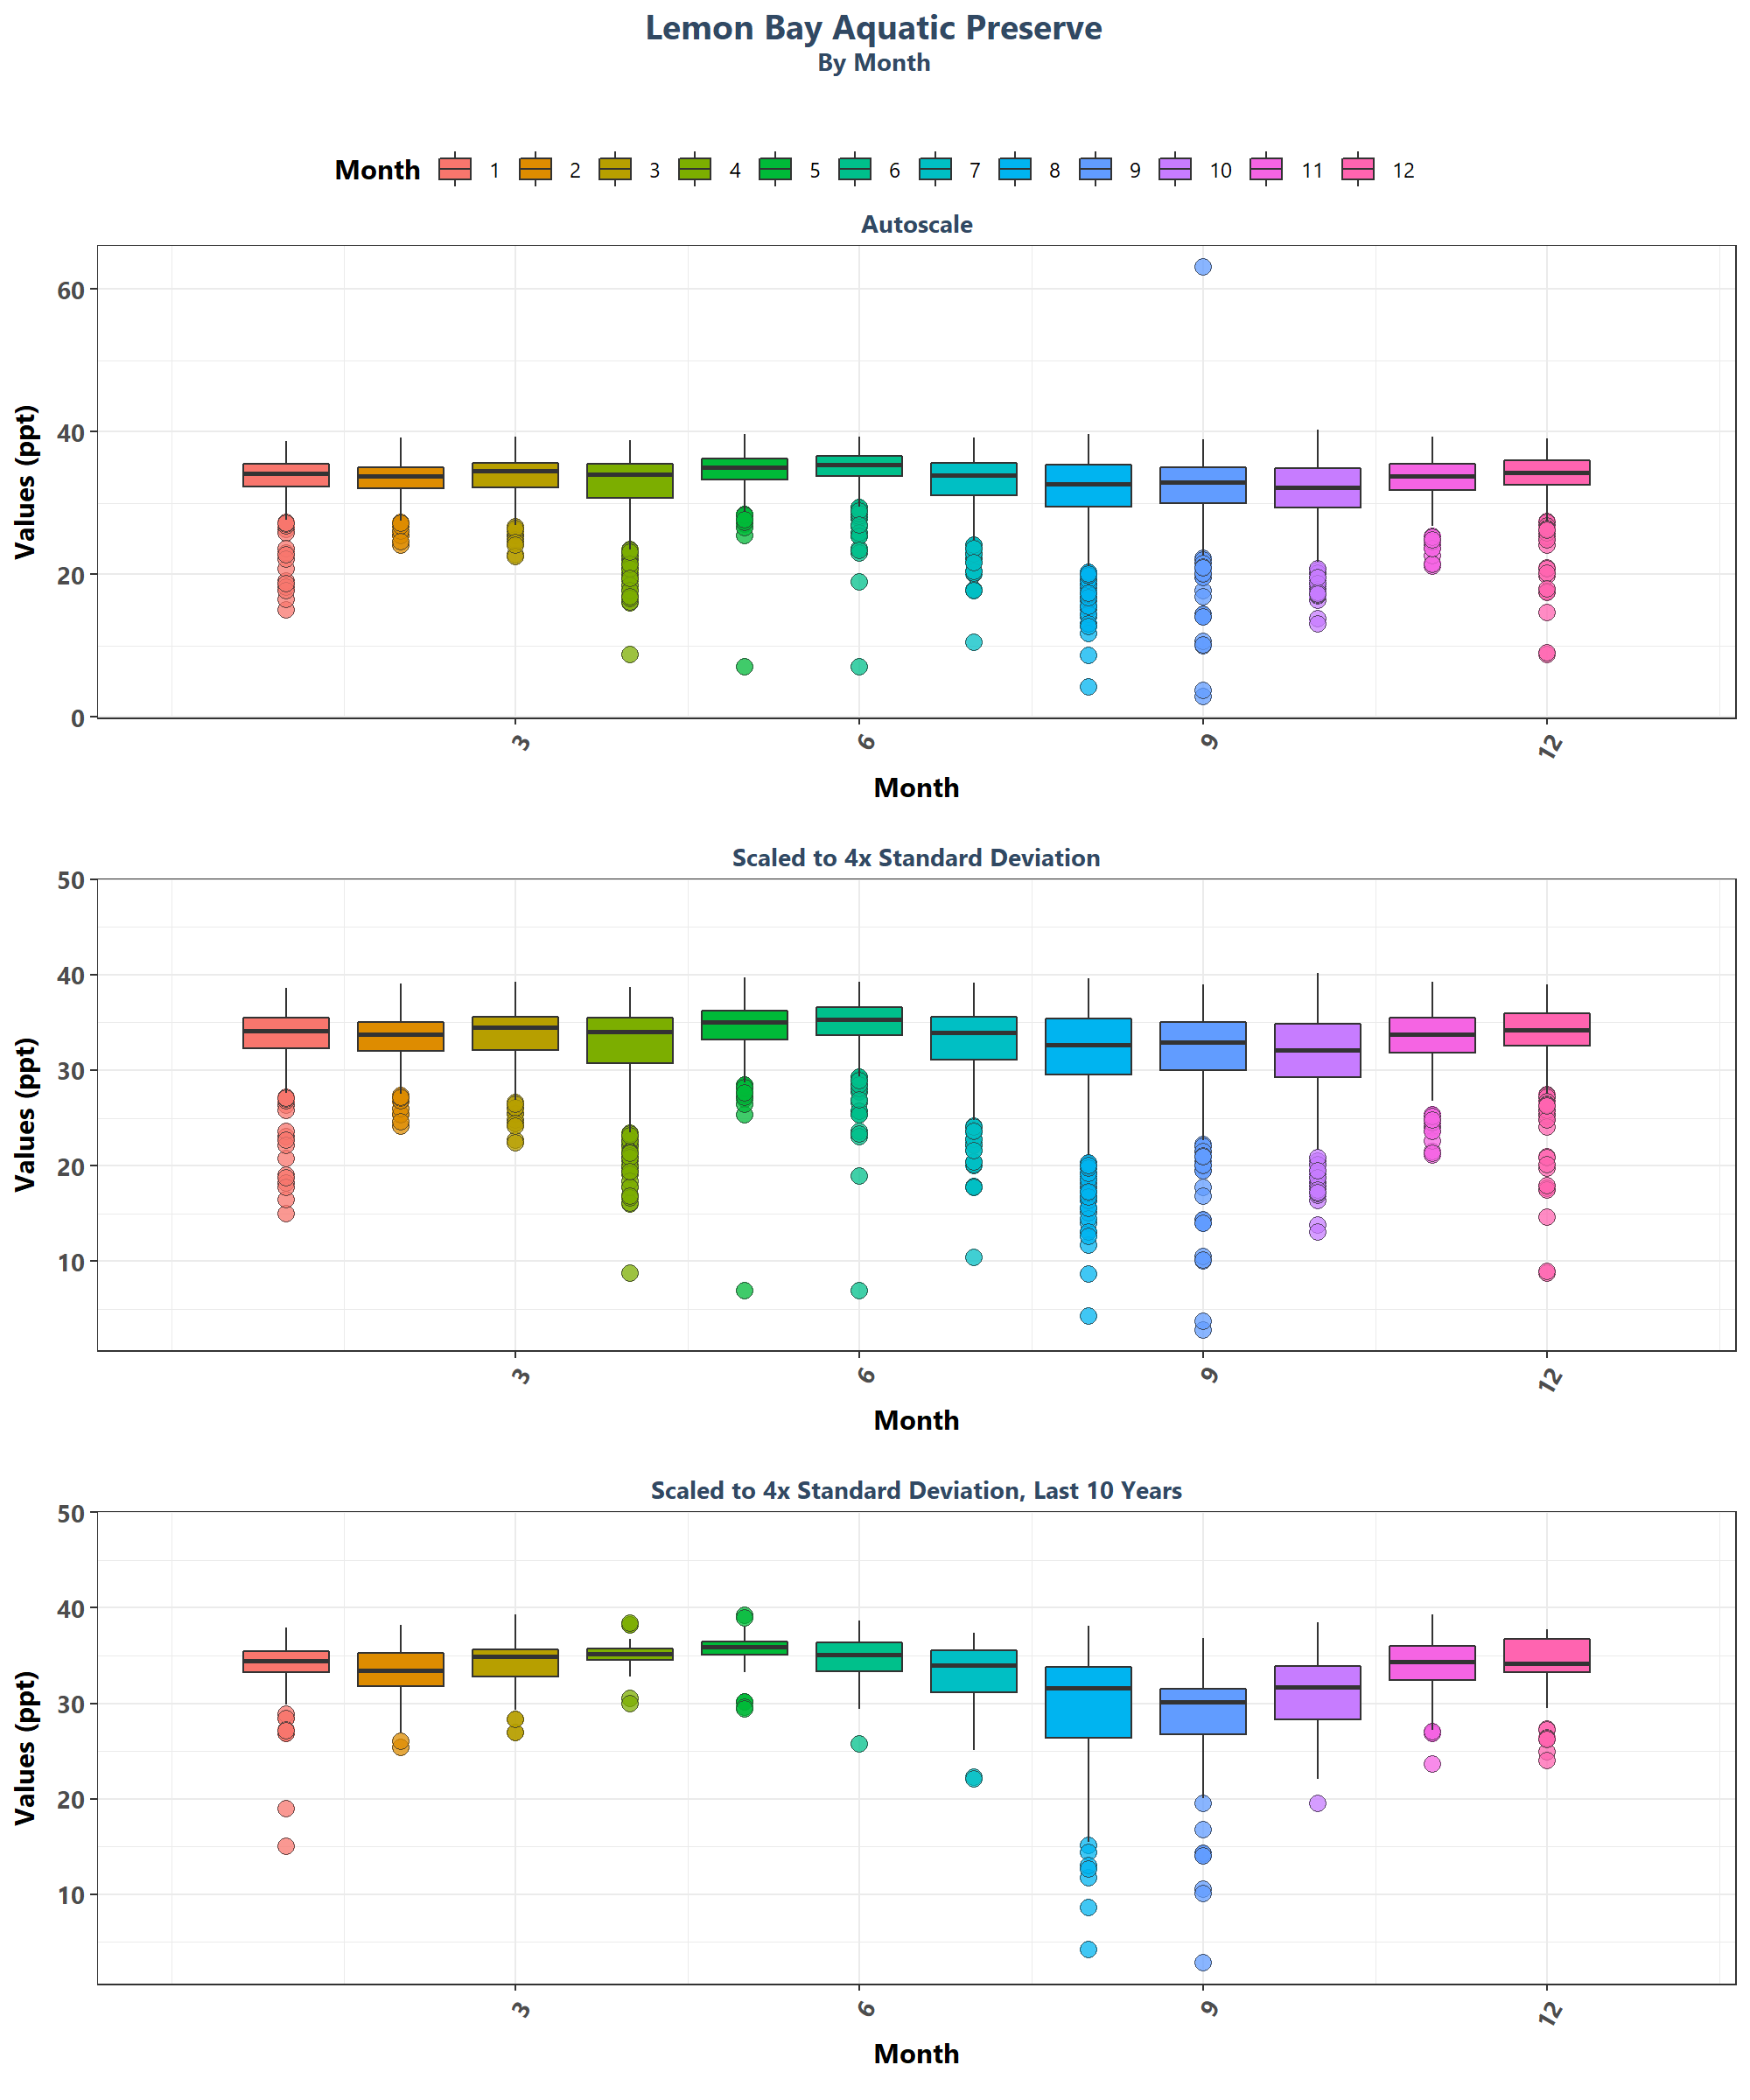 Lemon Bay Aquatic Preserve
By Month
Month 1 2 3 4 5 6 7 8 9 10 11 12
Autoscale
Values (ppt)
60
40
20
0
3 6 9 12
Month
Scaled to 4x Standard Deviation
Values (ppt)
50
40
30
20
10
3 6 9 12
Month
Scaled to 4x Standard Deviation, Last 10 Years
Values (ppt)
50
40
30
20
10
3 6 9 12
Month